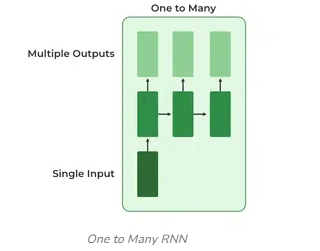 One to Many
Multiple Outputs
Single Input
One to Many RNN